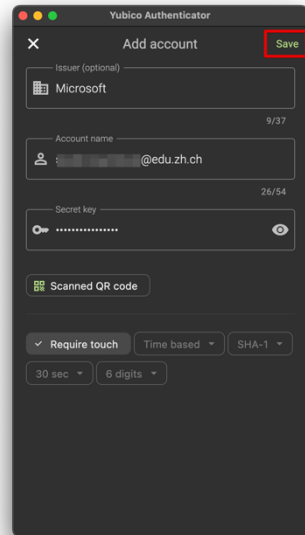 Yubico Authenticator
Add account
Save
Issuer (optional)
Microsoft
9/37
Account name
@edu.zh.ch
26/54
Secret key
•••••••••••••••
Scanned QR code
Require touch
Time based
SHA-1
30 sec
6 digits